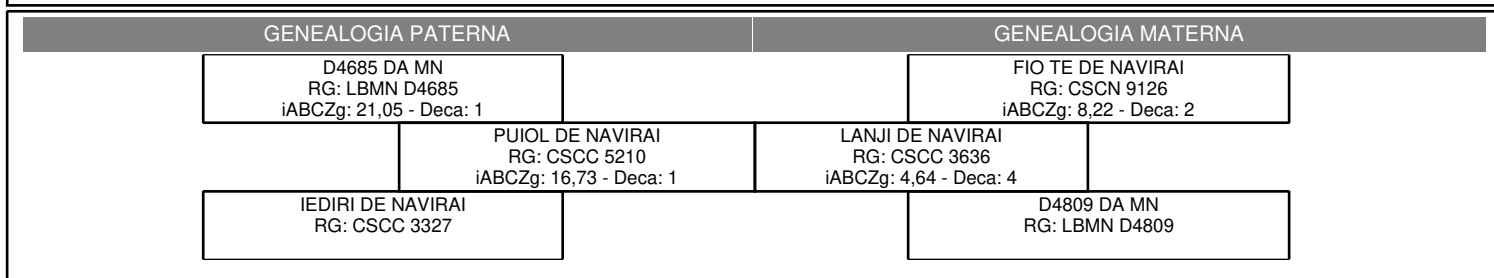 GENEALOGIA PATERNA
GENEALOGIA MATERNA
D4685 DA MN
RG: LBMN D4685
iABCZg: 21,05 - Deca: 1
FIO TE DE NAVIRAI
RG: CSCN 9126
iABCZg: 8,22 - Deca: 2
PUIOL DE NAVIRAI
RG: CSCC 5210
iABCZg: 16,73 - Deca: 1
LANJI DE NAVIRAI
RG: CSCC 3636
iABCZg: 4,64 - Deca: 4
IEDIRI DE NAVIRAI
RG: CSCC 3327
D4809 DA MN
RG: LBMN D4809